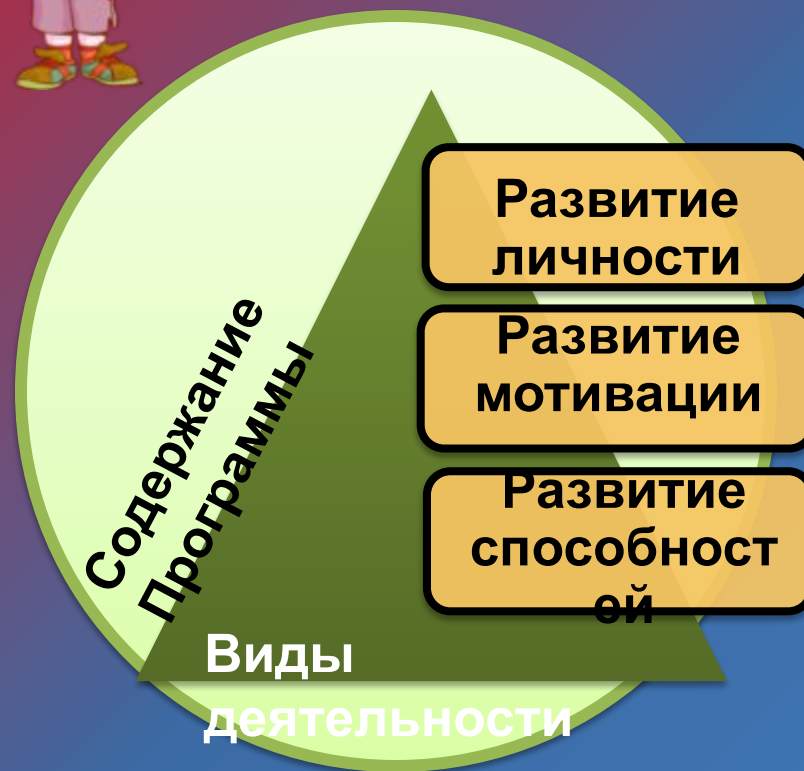 Развитие
личности
Развитие
мотивации
Развитие
способност
ей
Содержание
Программы
Виды
деятельности